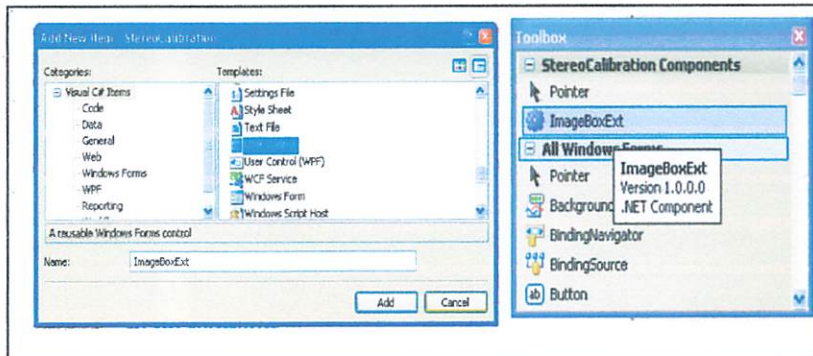 Add New Item - StereoCalibration
Categories:
Templates:
Visual C# Items
Code
Data
General
Web
Windows Forms
WPF
Reporting
Settings File
Style Sheet
Text File
User Control (WPF)
WCF Service
Windows Form
Windows Script Host
A reusable Windows Forms control
Name:
ImageBoxExt
Add
Cancel
Toolbox
StereoCalibration Components
Pointer
ImageBoxExt
All Windows Forms
Pointer
Background
BindingNavigator
BindingSource
ab Button
ImageBoxExt
Version 1.0.0.0
.NET Component